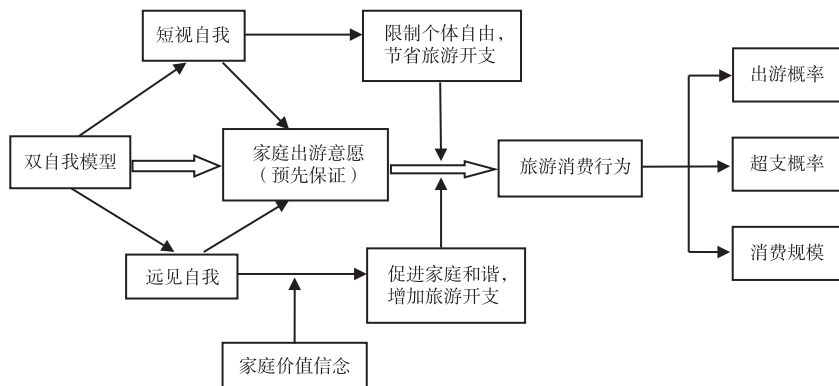 短视自我
限制个体自由，
节省旅游开支
出游概率
双自我模型
家庭出游意愿
（预先保证）
旅游消费行为
超支概率
远见自我
促进家庭和谐，
增加旅游开支
消费规模
家庭价值信念